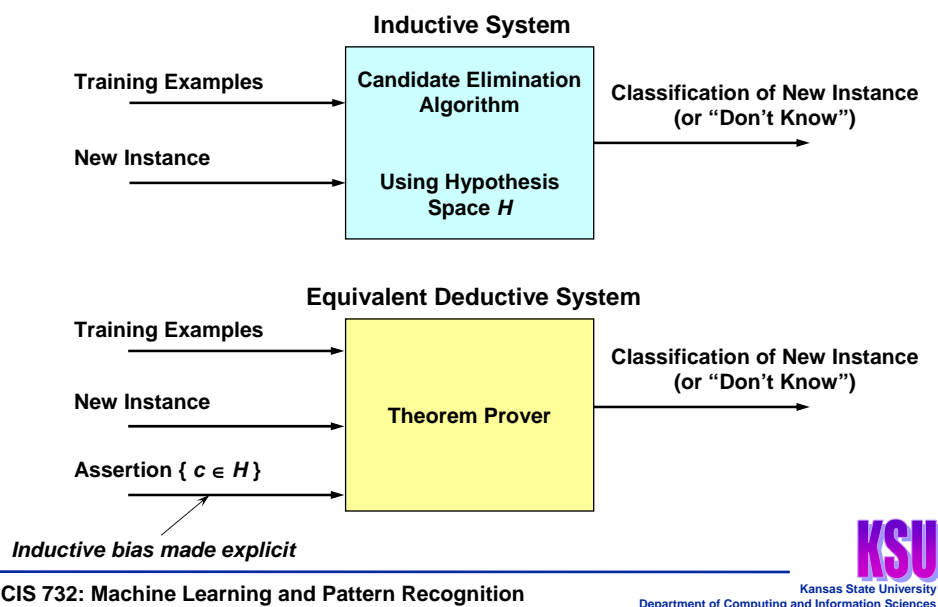 Inductive System
Training Examples
New Instance
Candidate Elimination
Algorithm
Using Hypothesis
Space H
Classification of New Instance
(or “Don’t Know”)
Equivalent Deductive System
Training Examples
New Instance
Assertion { c ∈ H }
Inductive bias made explicit
Theorem Prover
Classification of New Instance
(or “Don’t Know”)
KSU
CIS 732: Machine Learning and Pattern Recognition
Kansas State University
Department of Computing and Information Sciences